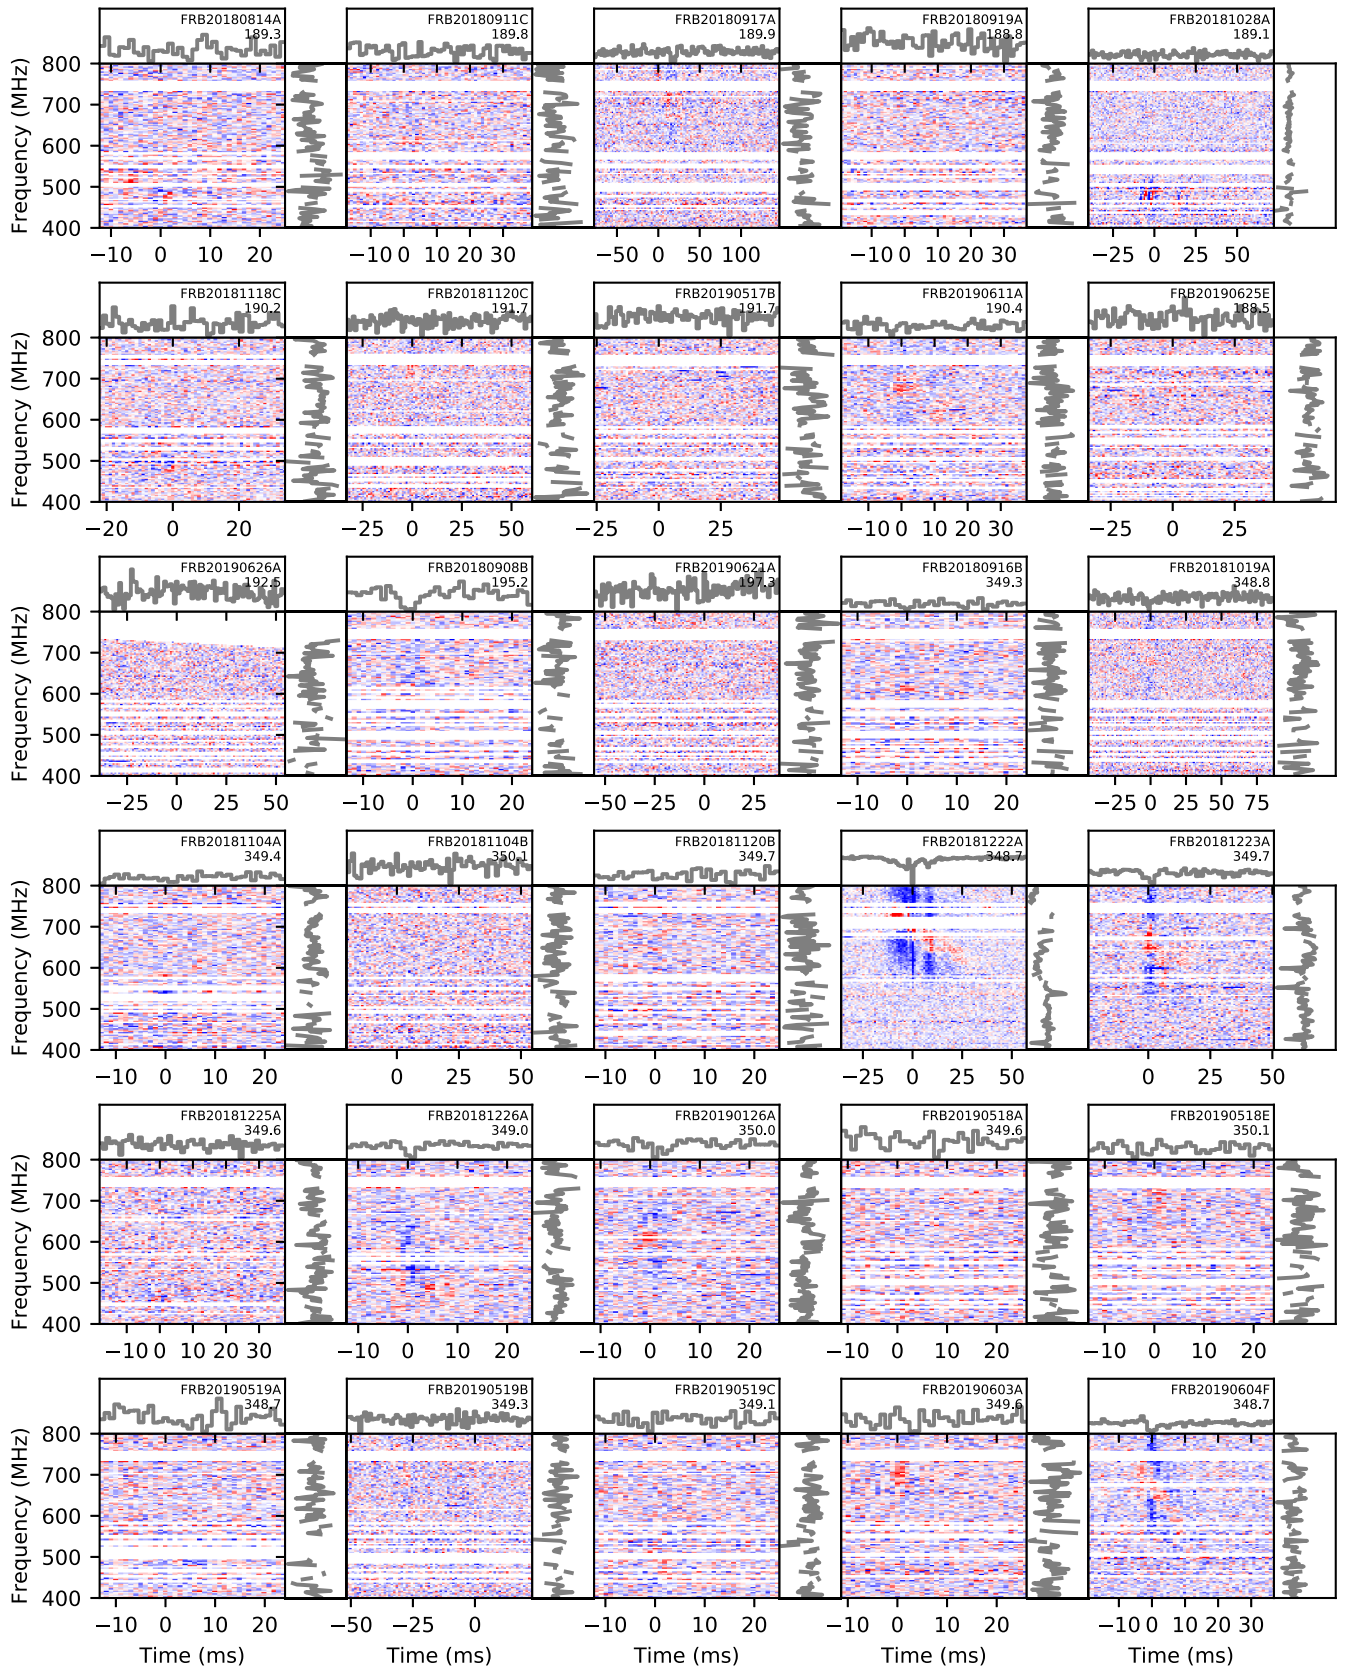 FRB20180814A FRB20180911C FRB20180917A FRB20180919A FRB20181028A
189.3 189.8 189.9 188.8 189.1
Frequency (MHz)
800
700
600
500
400
−10 0 10 20 −10 0 10 20 30 −50 0 50 100 −10 0 10 20 30 −25 0 25 50
FRB20181118C FRB20181120C FRB20190517B FRB20190611A FRB20190625E
190.2 191.7 191.7 190.4 188.5
Frequency (MHz)
800
700
600
500
400
−20 0 20 −25 0 25 50 −25 0 25 −10 0 10 20 30 −25 0 25
FRB20190626A FRB20180908B FRB20190621A FRB20180916B FRB20181019A
192.5 195.2 197.3 349.3 348.8
Frequency (MHz)
800
700
600
500
400
−25 0 25 50 −10 0 10 20 −50 −25 0 25 −10 0 10 20 −25 0 25 50 75
FRB20181104A FRB20181104B FRB20181120B FRB20181222A FRB20181223A
349.4 350.1 349.7 348.7 349.7
Frequency (MHz)
800
700
600
500
400
−10 0 10 20 0 25 50 −10 0 10 20 −25 0 25 50 0 25 50
FRB20181225A FRB20181226A FRB20190126A FRB20190518A FRB20190518E
349.6 349.0 350.0 349.6 350.1
Frequency (MHz)
800
700
600
500
400
−10 0 10 20 30 −10 0 10 20 −10 0 10 20 −10 0 10 20 −10 0 10 20
FRB20190519A FRB20190519B FRB20190519C FRB20190603A FRB20190604F
348.7 349.3 349.1 349.6 348.7
Frequency (MHz)
800
700
600
500
400
−10 0 10 20 −50 −25 0 −10 0 10 20 −10 0 10 20 −10 0 10 20 30
Time (ms) Time (ms) Time (ms) Time (ms) Time (ms)